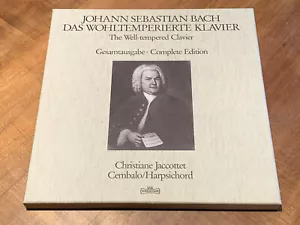 JOHANN SEBASTIAN BACH
DAS WOHLTEMPERIERTE KLAVIER
The Well-tempered Clavier
Gesamtausgabe · Complete Edition
Christiane Jaccottet
Cembalo/Harpsichord